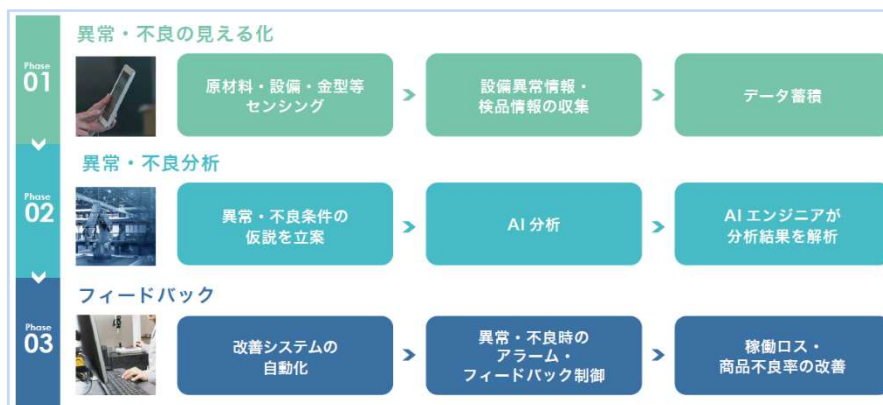 異常・不良の見える化
Phase
01
原材料・設備・金型等
センシング
設備異常情報・
検品情報の収集
データ蓄積
異常・不良分析
Phase
02
異常・不良条件の
仮説を立案
AI 分析
AI エンジニアが
分析結果を解析
フィードバック
Phase
03
改善システムの
自動化
異常・不良時の
アラーム・
フィードバック制御
稼働ロス・
商品不良率の改善